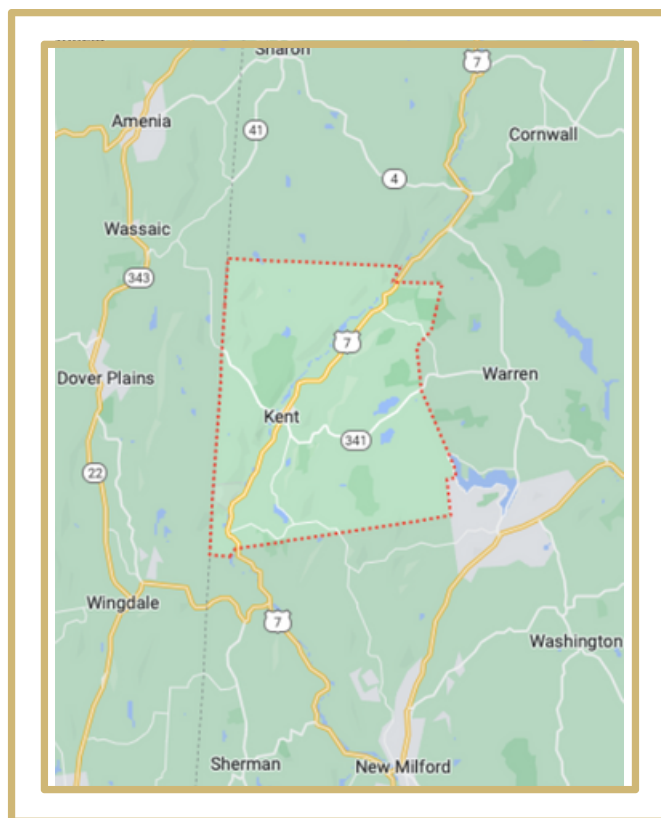 Sharon
7
Amenia
41
Cornwall
4
Wassaic
343
7
Dover Plains
Warren
Kent
341
22
Wingdale
7
Washington
Sherman
New Milford